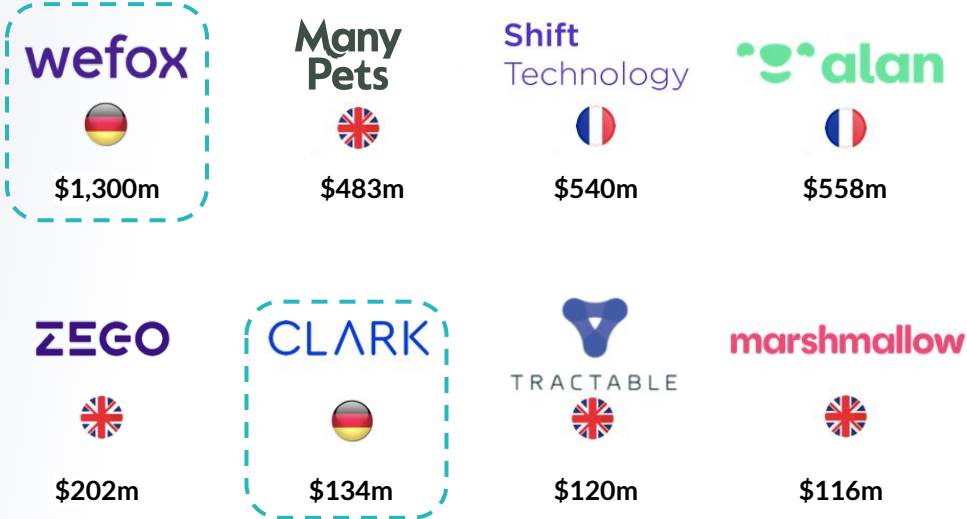 wefox
Many
Pets
Shift
Technology
alan
$1,300m
$483m
$540m
$558m
ZEGO
CLARK
TRACTABLE
marshmallow
$202m
$134m
$120m
$116m